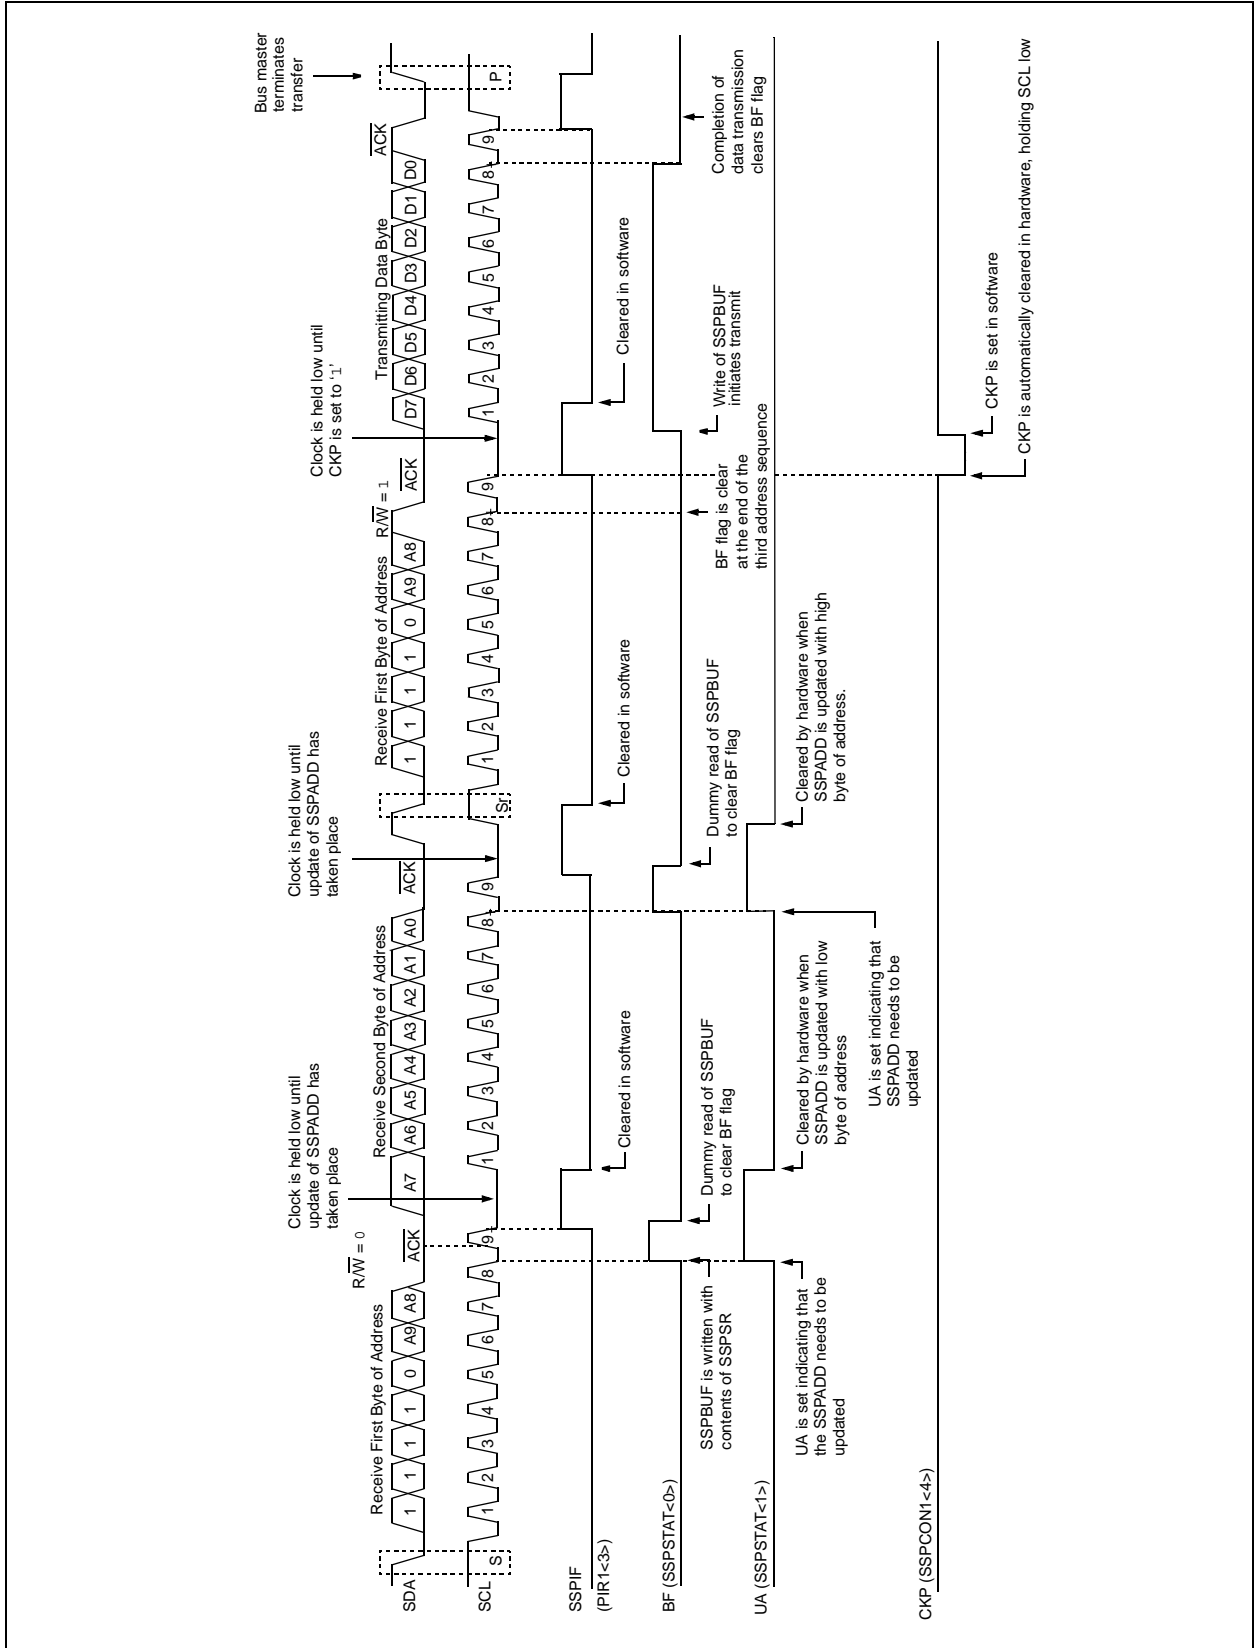 Bus master
terminates
transfer
Clock is held low until
CKP is set to ‘1’
Clock is held low until
update of SSPADD has
taken place
Clock is held low until
update of SSPADD has
taken place
R/W = 0
R/W = 1
Receive First Byte of Address
ACK
Receive Second Byte of Address
ACK
Receive First Byte of Address
ACK
Transmitting Data Byte
ACK
SDA
1 1 1 1 0 A9 A8
A7 A6 A5 A4 A3 A2 A1 A0
1 1 1 1 0 A9 A8
D7 D6 D5 D4 D3 D2 D1 D0
SCL
S
1 2 3 4 5 6 7 8 9
1 2 3 4 5 6 7 8 9
Sr
1 2 3 4 5 6 7 8 9
1 2 3 4 5 6 7 8 9
P
SSPIF
(PIR1<3>)
Cleared in software
Cleared in software
Cleared in software
BF (SSPSTAT<0>)
SSPBUF is written with
contents of SSPSR
Dummy read of SSPBUF
to clear BF flag
Dummy read of SSPBUF
to clear BF flag
BF flag is clear
at the end of the
third address sequence
Write of SSPBUF
initiates transmit
Completion of
data transmission
clears BF flag
UA (SSPSTAT<1>)
UA is set indicating that
the SSPADD needs to be
updated
Cleared by hardware when
SSPADD is updated with low
byte of address
UA is set indicating that
SSPADD needs to be
updated
Cleared by hardware when
SSPADD is updated with high
byte of address.
CKP (SSPCON1<4>)
CKP is set in software
CKP is automatically cleared in hardware, holding SCL low